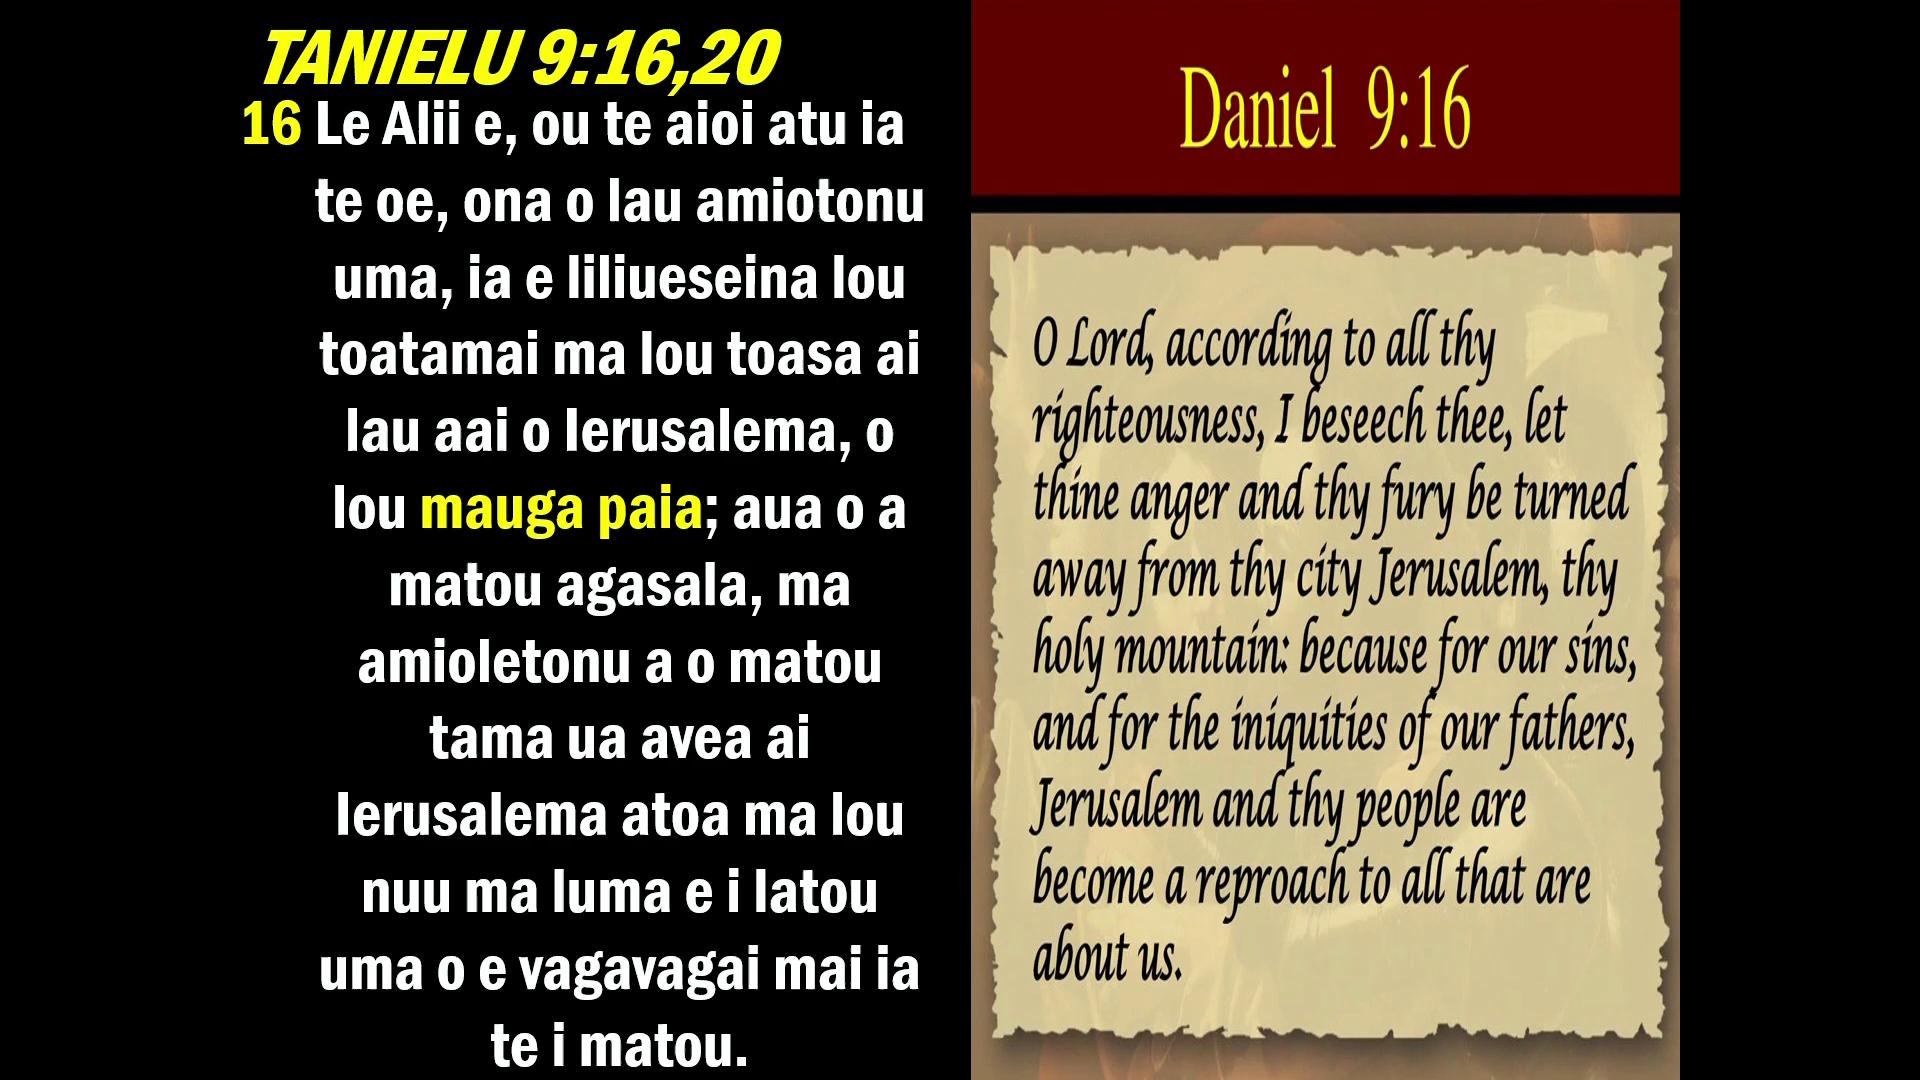 TANIELU 9:16,20
16 Le Alii e, ou te aioi atu ia
te oe, ona o lau amiotonu
uma, ia e liliueseina lou
toatamai ma lou toasa ai
lau aai o Ierusalema, o
lou mauga paia; aua o a
matou agasala, ma
amioletonu a o matou
tama ua avea ai
Ierusalema atoa ma lou
nuu ma luma e i latou
uma o e vagavagai mai ia
te i matou.
Daniel 9:16
O Lord, according to all thy
righteousness, I beseech thee, let
thine anger and thy fury be turned
away from thy city Jerusalem, thy
holy mountain: because for our sins,
and for the iniquities of our fathers,
Jerusalem and thy people are
become a reproach to all that are
about us.